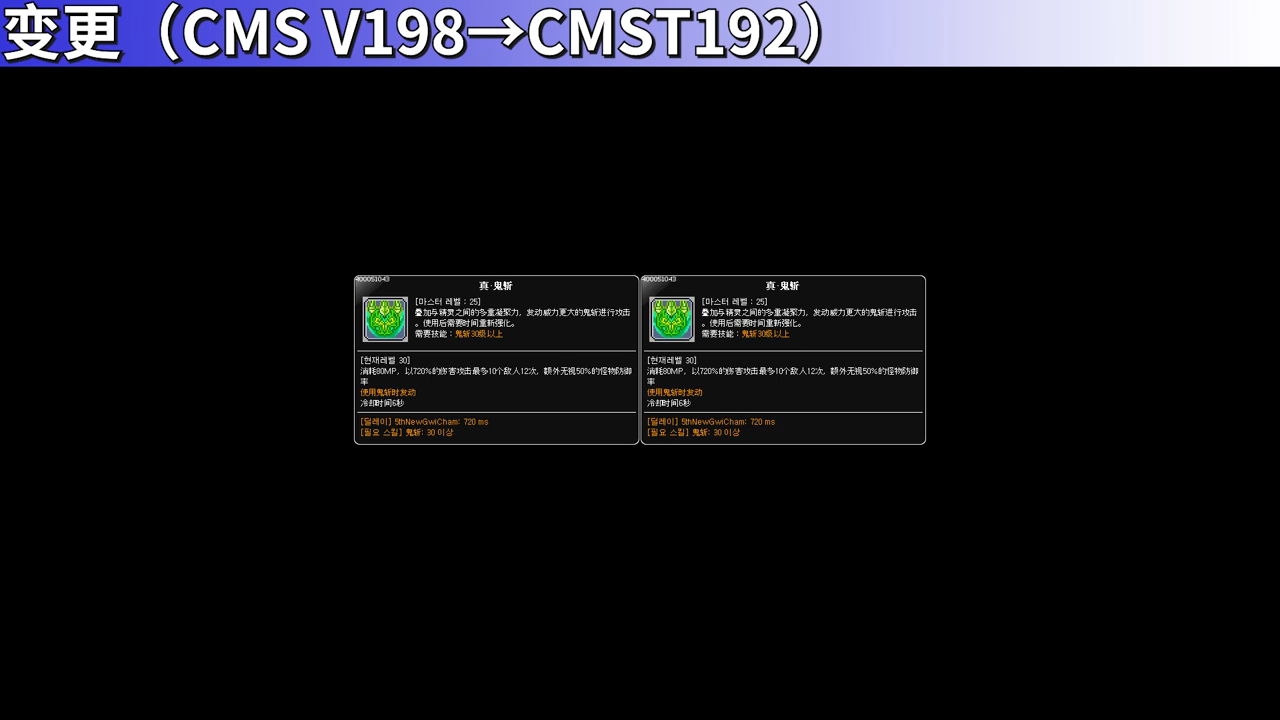 变更（CMS V198→CMST192）
400051043
真·鬼斩
[마스터 레벨 : 25]
叠加与精灵之间的多重凝聚力，发动威力更大的鬼斩进行攻击
。使用后需要时间重新强化。
需要技能：鬼斩30级以上
[현재레벨 30]
消耗80MP，以720%的伤害攻击最多10个敌人12次，额外无视50%的怪物防御
率
使用鬼斩时发动
冷却时间6秒
[딜레이] 5thNewGwiCham: 720 ms
[필요 스킬] 鬼斩: 30 이상
400051043
真·鬼斩
[마스터 레벨 : 25]
叠加与精灵之间的多重凝聚力，发动威力更大的鬼斩进行攻击
。使用后需要时间重新强化。
需要技能：鬼斩30级以上
[현재레벨 30]
消耗80MP，以720%的伤害攻击最多10个敌人12次，额外无视50%的怪物防御
率
使用鬼斩时发动
冷却时间6秒
[딜레이] 5thNewGwiCham: 720 ms
[필요 스킬] 鬼斩: 30 이상